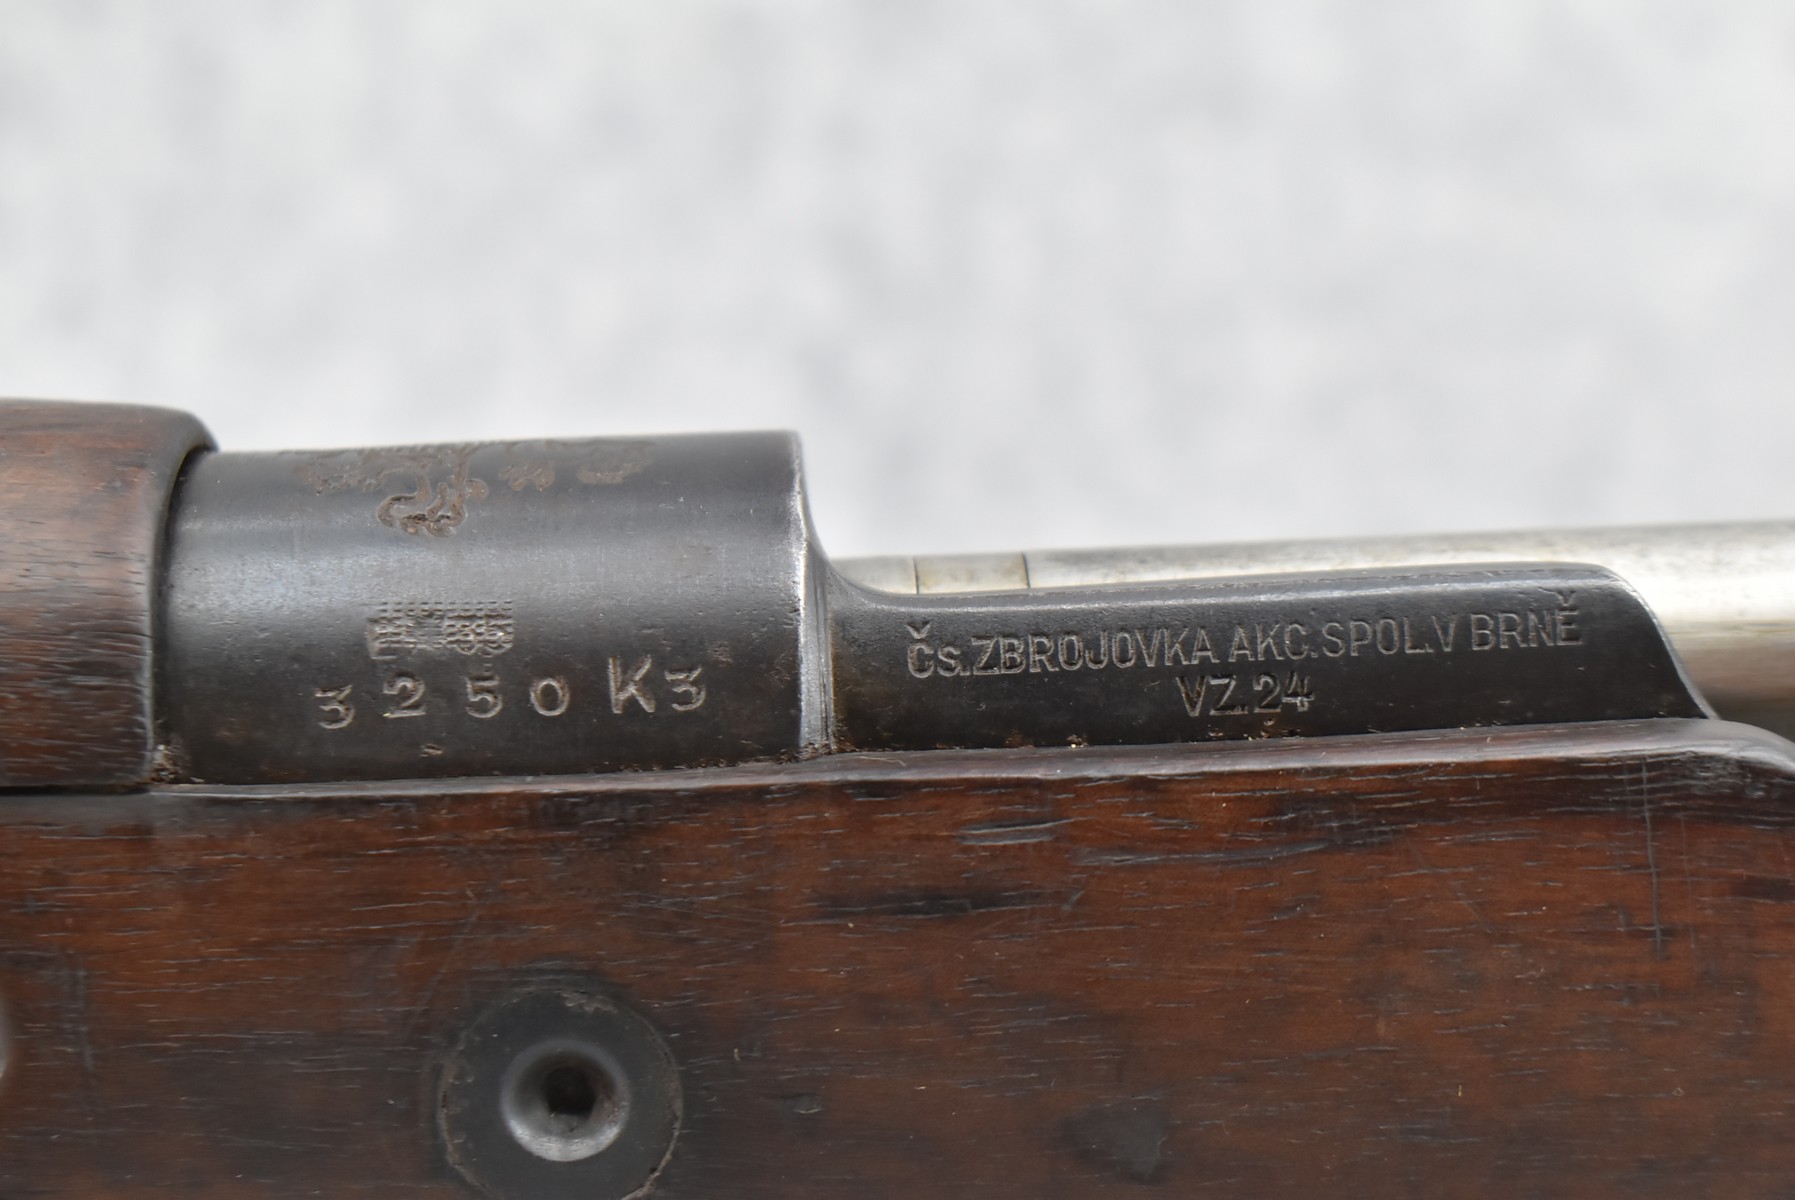 3250 K3
Čs. ZBROJOVKA AKC. SPOL. V BRNĚ
VZ. 24